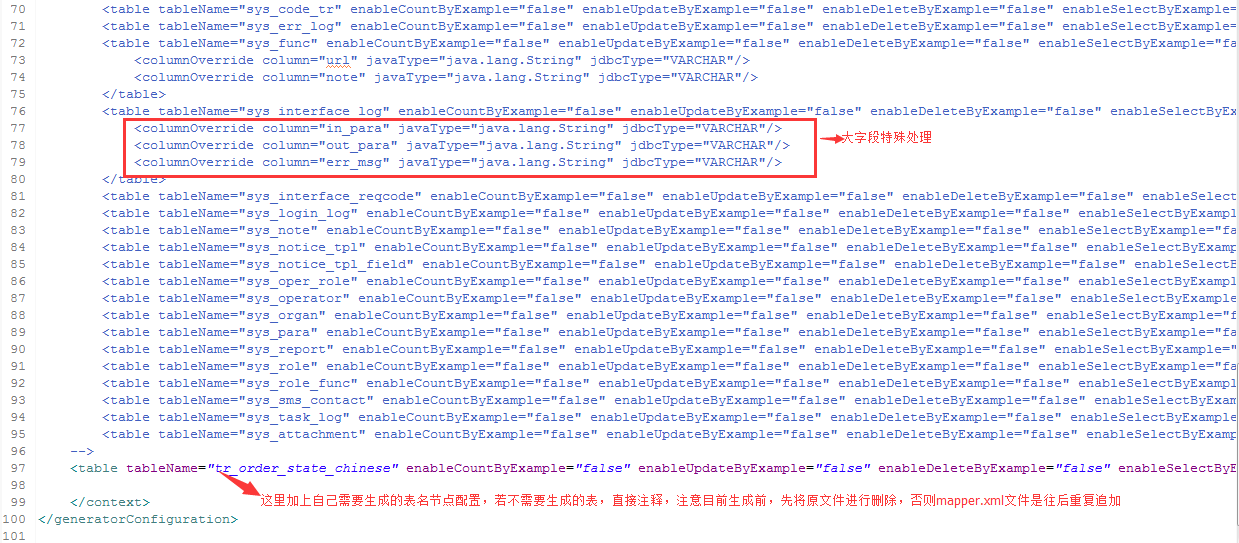 70 <table tableName="sys_code_tr" enableCountByExample="false" enableUpdateByExample="false" enableDeleteByExample="false" enableSelectByExample=
71 <table tableName="sys_err_log" enableCountByExample="false" enableUpdateByExample="false" enableDeleteByExample="false" enableSelectByExample=
72 <table tableName="sys_func" enableCountByExample="false" enableUpdateByExample="false" enableDeleteByExample="false" enableSelectByExample="fa
73 <columnOverride column="url" javaType="java.lang.String" jdbcType="VARCHAR"/>
74 <columnOverride column="note" javaType="java.lang.String" jdbcType="VARCHAR"/>
75 </table>
76 <table tableName="sys_interface_log" enableCountByExample="false" enableUpdateByExample="false" enableDeleteByExample="false" enableSelectByEx
77 <columnOverride column="in_para" javaType="java.lang.String" jdbcType="VARCHAR"/>
78 <columnOverride column="out_para" javaType="java.lang.String" jdbcType="VARCHAR"/> 大字段特殊处理
79 <columnOverride column="err_msg" javaType="java.lang.String" jdbcType="VARCHAR"/>
80 </table>
81 <table tableName="sys_interface_reqcode" enableCountByExample="false" enableUpdateByExample="false" enableDeleteByExample="false" enableSelect
82 <table tableName="sys_login_log" enableCountByExample="false" enableUpdateByExample="false" enableDeleteByExample="false" enableSelectByExampl
83 <table tableName="sys_note" enableCountByExample="false" enableUpdateByExample="false" enableDeleteByExample="false" enableSelectByExample="fa
84 <table tableName="sys_notice_tpl" enableCountByExample="false" enableUpdateByExample="false" enableDeleteByExample="false" enableSelectByExamp
85 <table tableName="sys_notice_tpl_field" enableCountByExample="false" enableUpdateByExample="false" enableDeleteByExample="false" enableSelectB
86 <table tableName="sys_oper_role" enableCountByExample="false" enableUpdateByExample="false" enableDeleteByExample="false" enableSelectByExampl
87 <table tableName="sys_operator" enableCountByExample="false" enableUpdateByExample="false" enableDeleteByExample="false" enableSelectByExample
88 <table tableName="sys_organ" enableCountByExample="false" enableUpdateByExample="false" enableDeleteByExample="false" enableSelectByExample="f
89 <table tableName="sys_para" enableCountByExample="false" enableUpdateByExample="false" enableDeleteByExample="false" enableSelectByExample="fa
90 <table tableName="sys_report" enableCountByExample="false" enableUpdateByExample="false" enableDeleteByExample="false" enableSelectByExample="
91 <table tableName="sys_role" enableCountByExample="false" enableUpdateByExample="false" enableDeleteByExample="false" enableSelectByExample="fa
92 <table tableName="sys_role_func" enableCountByExample="false" enableUpdateByExample="false" enableDeleteByExample="false" enableSelectByExampl
93 <table tableName="sys_sms_contact" enableCountByExample="false" enableUpdateByExample="false" enableDeleteByExample="false" enableSelectByExam
94 <table tableName="sys_task_log" enableCountByExample="false" enableUpdateByExample="false" enableDeleteByExample="false" enableSelectByExample
95 <table tableName="sys_attachment" enableCountByExample="false" enableUpdateByExample="false" enableDeleteByExample="false" enableSelectByExamp
96 -->
97 <table tableName="tr_order_state_chinese" enableCountByExample="false" enableUpdateByExample="false" enableDeleteByExample="false" enableSelectByE
98
99 </context> 这里加上自己需要生成的表名节点配置，若不需要生成的表，直接注释，注意目前生成前，先将原文件进行删除，否则mapper.xml文件是往后重复追加
100 </generatorConfiguration>
101